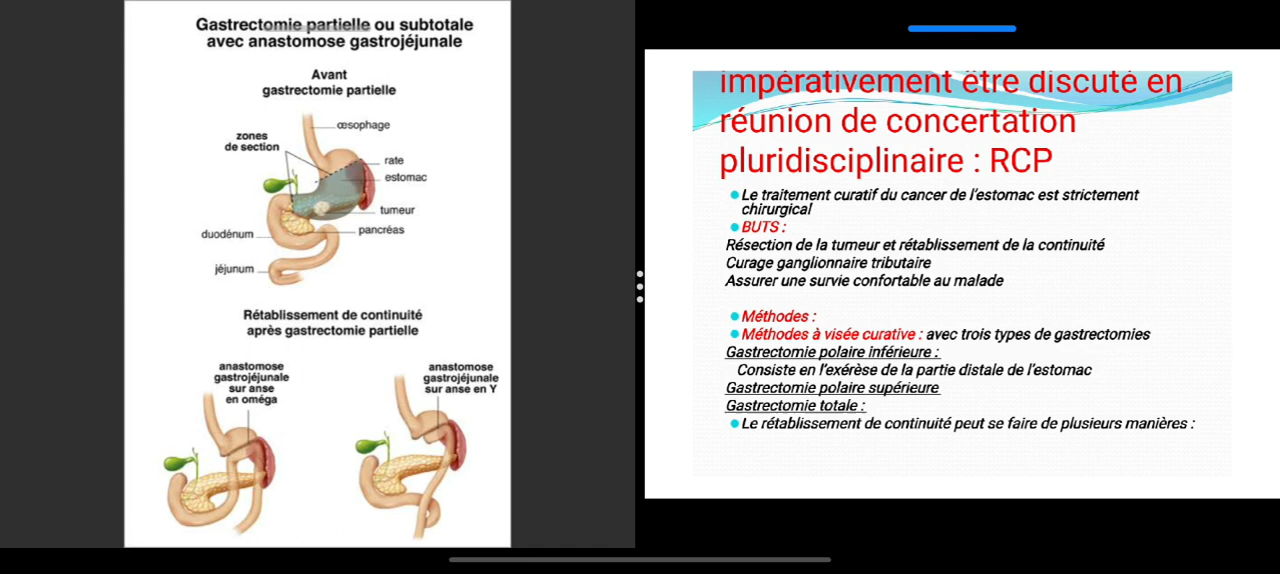 Gastrectomie partielle ou subtotale
avec anastomose gastrojéjunale
Avant
gastrectomie partielle
œsophage
zones
de section
rate
estomac
tumeur
pancréas
duodénum
jéjunum
Rétablissement de continuité
après gastrectomie partielle
anastomose
gastrojéjunale
sur anse
en oméga
anastomose
gastrojéjunale
sur anse en Y
impérativement être discuté en
réunion de concertation
pluridisciplinaire : RCP
Le traitement curatif du cancer de l'estomac est strictement
chirurgical
BUTS :
Résection de la tumeur et rétablissement de la continuité
Curage ganglionnaire tributaire
Assurer une survie confortable au malade
Méthodes :
Méthodes à visée curative : avec trois types de gastrectomies
Gastrectomie polaire inférieure :
Consiste en l'exérèse de la partie distale de l'estomac
Gastrectomie polaire supérieure
Gastrectomie totale :
Le rétablissement de continuité peut se faire de plusieurs manières :